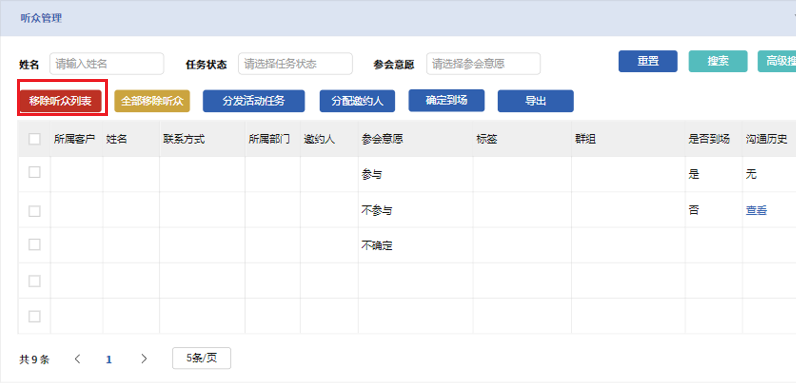 听众管理
姓名 请输入姓名 任务状态 请选择任务状态 参会意愿 请选择参会意愿 重置 搜索 高级搜
移除听众列表 全部移除听众 分发活动任务 分配邀约人 确定到场 导出
所属客户 姓名 联系方式 所属部门 邀约人 参会意愿 标签 群组 是否到场 沟通历史
参与 是 无
不参与 否 查看
不确定
共9条 1 5条/页